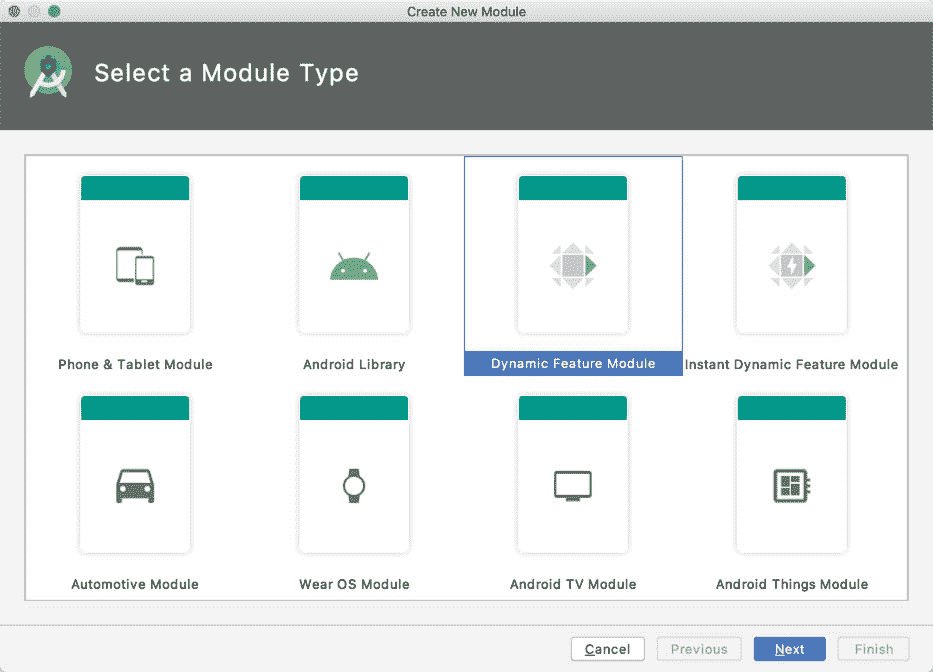 Create New Module
Select a Module Type
Phone & Tablet Module
Android Library
Dynamic Feature Module
Instant Dynamic Feature Module
Automotive Module
Wear OS Module
Android TV Module
Android Things Module
Cancel
Previous
Next
Finish